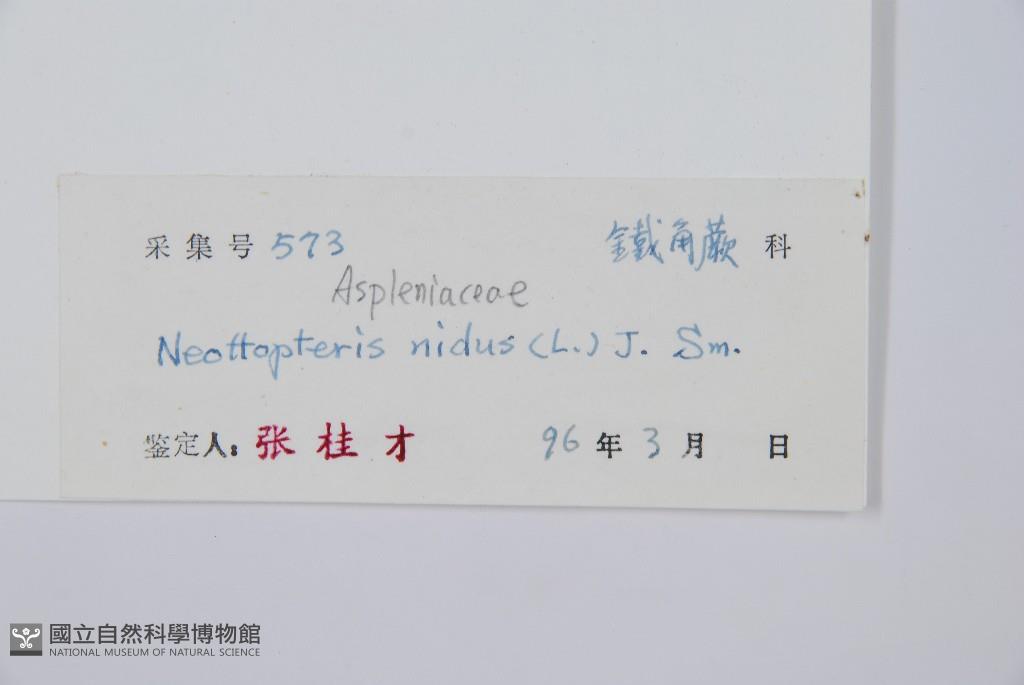 采集号 573 鐵角蕨 科
Aspleniaceae
Neottopteris nidus (L.) J. Sm.
鉴定人: 张桂才 96 年 3 月 日
國立自然科學博物館
NATIONAL MUSEUM OF NATURAL SCIENCE